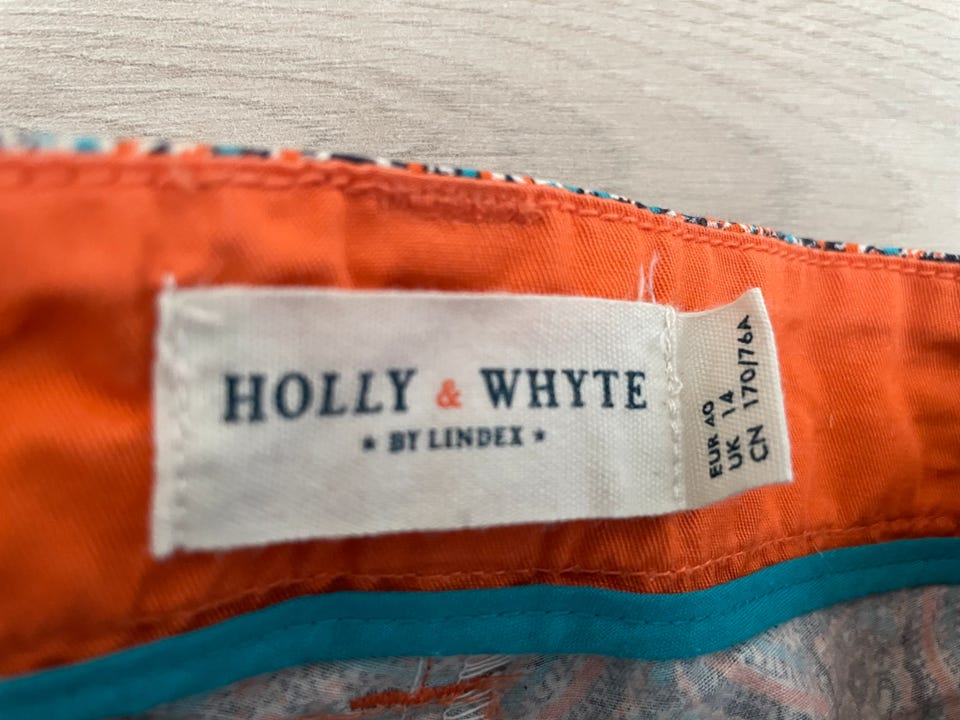 HOLLY & WHYTE
★ BY LINDEX ★
EUR 40
UK 14
CN 170/76A